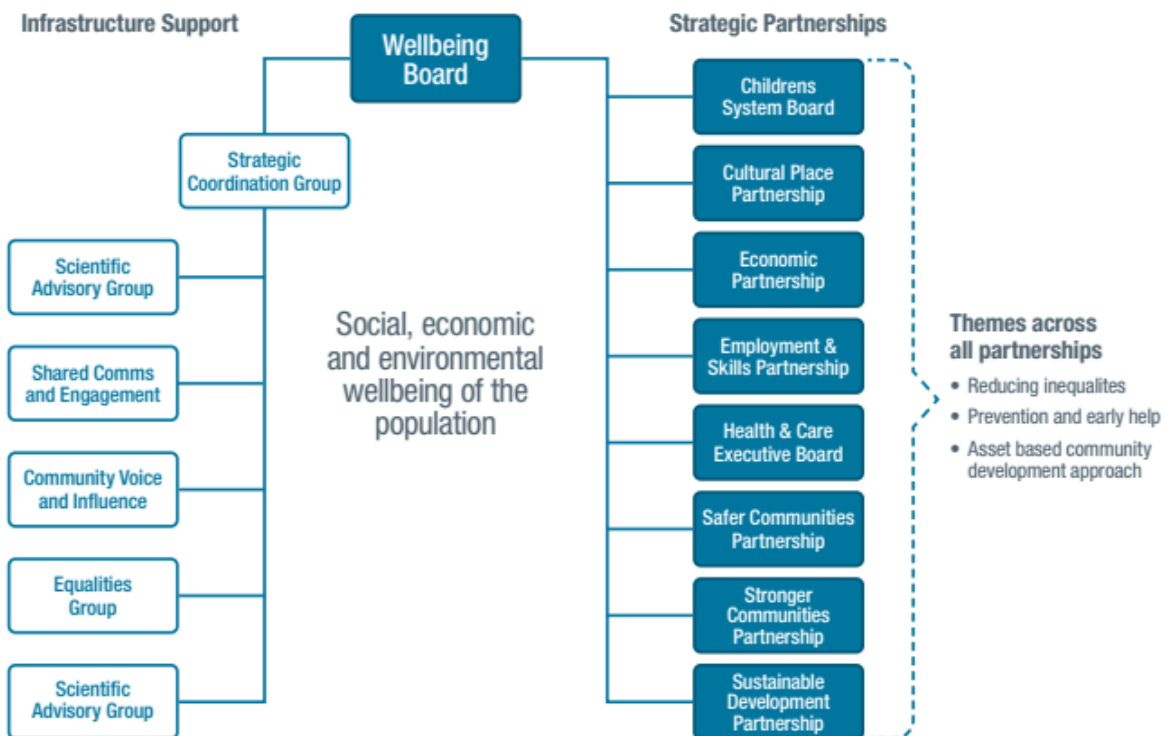 Infrastructure Support
Wellbeing
Board
Strategic Partnerships
Strategic
Coordination Group
Scientific
Advisory Group
Shared Comms
and Engagement
Community Voice
and Influence
Equalities
Group
Scientific
Advisory Group
Social, economic
and environmental
wellbeing of the
population
Childrens
System Board
Cultural Place
Partnership
Economic
Partnership
Employment &
Skills Partnership
Health & Care
Executive Board
Safer Communities
Partnership
Stronger
Communities
Partnership
Sustainable
Development
Partnership
Themes across
all partnerships
• Reducing inequalites
• Prevention and early help
• Asset based community
development approach